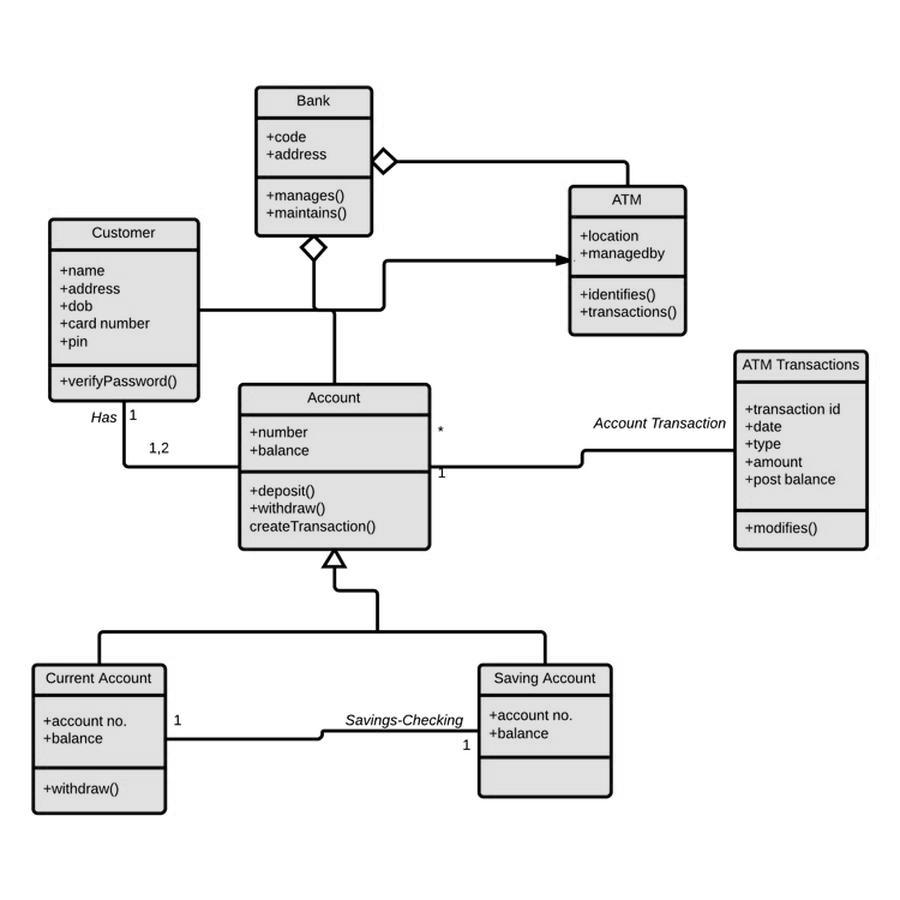 Bank
+code
+address
+manages()
+maintains()
ATM
+location
+managedby
+identifies()
+transactions()
Customer
+name
+address
+dob
+card number
+pin
+verifyPassword()
Has
1
1,2
Account
+number
+balance
+deposit()
+withdraw()
createTransaction()
*
1
Account Transaction
ATM Transactions
+transaction id
+date
+type
+amount
+post balance
+modifies()
Current Account
+account no.
+balance
+withdraw()
1
Savings-Checking
1
Saving Account
+account no.
+balance